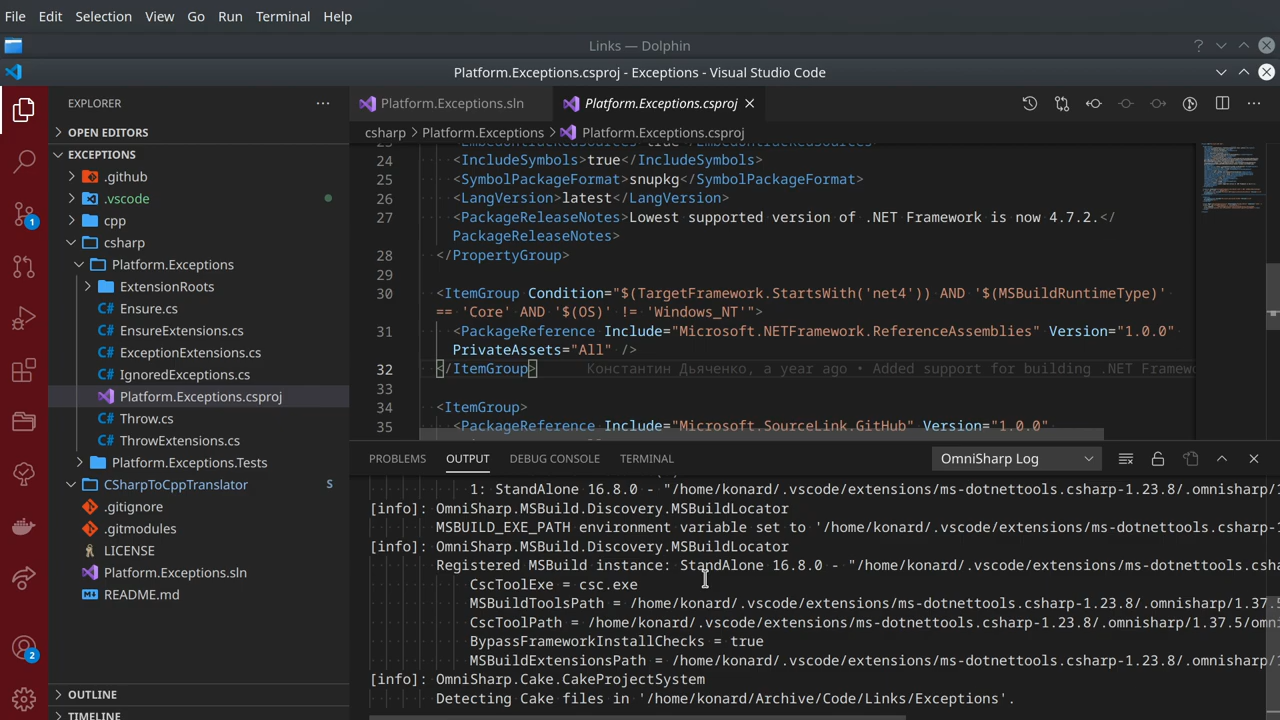 File Edit Selection View Go Run Terminal Help
Links — Dolphin
Platform.Exceptions.csproj - Exceptions - Visual Studio Code
EXPLORER
Platform.Exceptions.sln
Platform.Exceptions.csproj
OPEN EDITORS
csharp > Platform.Exceptions > Platform.Exceptions.csproj
EXCEPTIONS
.github
.vscode
cpp
csharp
Platform.Exceptions
ExtensionRoots
Ensure.cs
EnsureExtensions.cs
ExceptionExtensions.cs
IgnoredExceptions.cs
Platform.Exceptions.csproj
Throw.cs
ThrowExtensions.cs
Platform.Exceptions.Tests
CSharpToCppTranslator S
.gitignore
.gitmodules
LICENSE
Platform.Exceptions.sln
README.md
OUTLINE
TIMELINE
1
2
24 <IncludeSymbols>true</IncludeSymbols>
25 <SymbolPackageFormat>snupkg</SymbolPackageFormat>
26 <LangVersion>latest</LangVersion>
27 <PackageReleaseNotes>Lowest supported version of .NET Framework is now 4.7.2.</
PackageReleaseNotes>
28 </PropertyGroup>
29
30 <ItemGroup Condition="$(TargetFramework.StartsWith('net4')) AND '$(MSBuildRuntimeType)'
== 'Core' AND '$(OS)' != 'Windows_NT'">
31 <PackageReference Include="Microsoft.NETFramework.ReferenceAssemblies" Version="1.0.0"
PrivateAssets="All" />
32 </ItemGroup> Константин Дьяченко, a year ago • Added support for building .NET Framew
33
34 <ItemGroup>
35 <PackageReference Include="Microsoft.SourceLink.GitHub" Version="1.0.0"
PROBLEMS OUTPUT DEBUG CONSOLE TERMINAL
OmniSharp Log
1: StandAlone 16.8.0 - "/home/konard/.vscode/extensions/ms-dotnettools.csharp-1.23.8/.omnisharp/1
[info]: OmniSharp.MSBuild.Discovery.MSBuildLocator
MSBUILD_EXE_PATH environment variable set to '/home/konard/.vscode/extensions/ms-dotnettools.csharp-1
[info]: OmniSharp.MSBuild.Discovery.MSBuildLocator
Registered MSBuild instance: StandAlone 16.8.0 - "/home/konard/.vscode/extensions/ms-dotnettools.csha
CscToolExe = csc.exe
MSBuildToolsPath = /home/konard/.vscode/extensions/ms-dotnettools.csharp-1.23.8/.omnisharp/1.37.5
CscToolPath = /home/konard/.vscode/extensions/ms-dotnettools.csharp-1.23.8/.omnisharp/1.37.5/omn
BypassFrameworkInstallChecks = true
MSBuildExtensionsPath = /home/konard/.vscode/extensions/ms-dotnettools.csharp-1.23.8/.omnisharp/1
[info]: OmniSharp.Cake.CakeProjectSystem
Detecting Cake files in '/home/konard/Archive/Code/Links/Exceptions'.